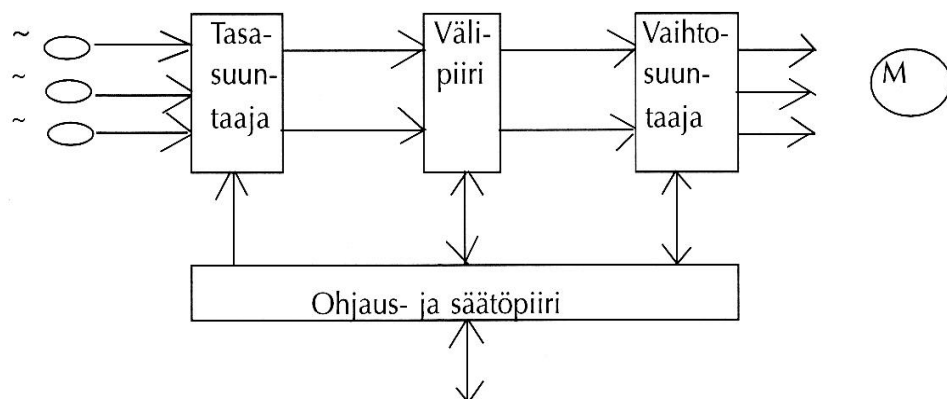 ~
~
~
Tasa-
suun-
taaja
Väli-
piiri
Vaihto-
suun-
taaja
M
Ohjaus- ja säätöpiiri